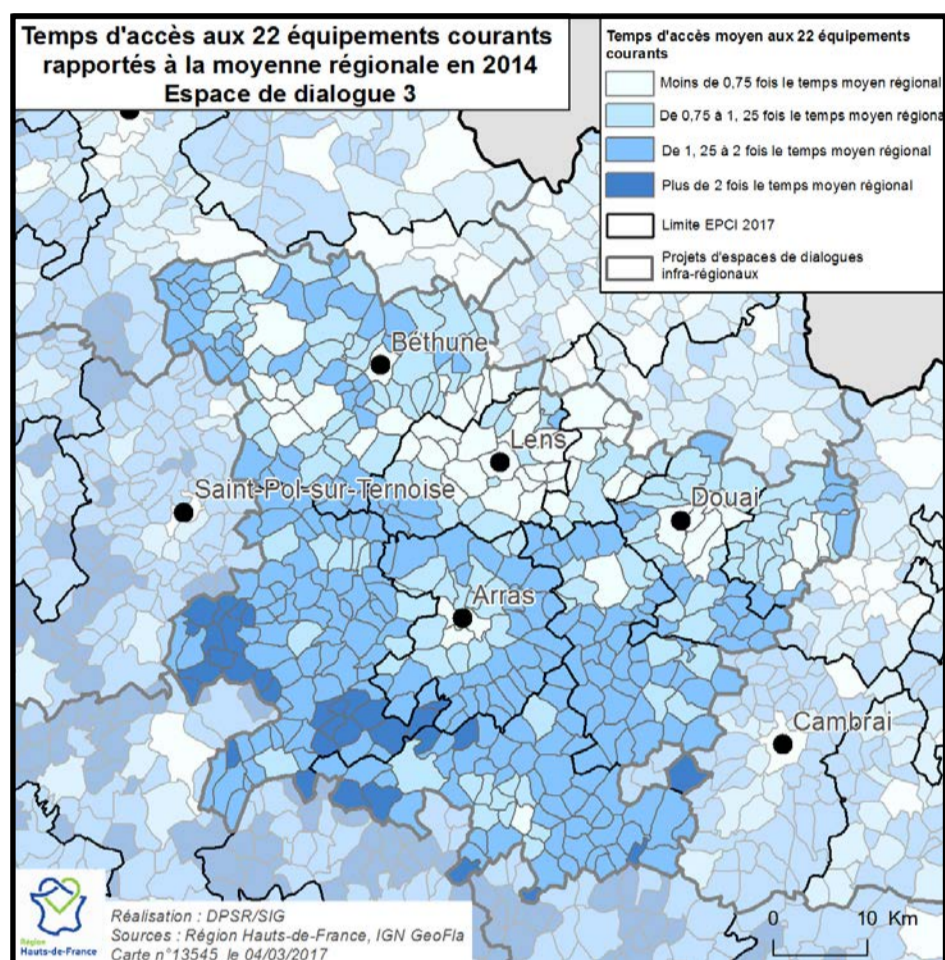 Temps d'accès aux 22 équipements courants
rapportés à la moyenne régionale en 2014
Espace de dialogue 3
Temps d'accès moyen aux 22 équipements
courants
Moins de 0,75 fois le temps moyen régional
De 0,75 à 1, 25 fois le temps moyen régiona
De 1, 25 à 2 fois le temps moyen régional
Plus de 2 fois le temps moyen régional
Limite EPCI 2017
Projets d'espaces de dialogues
infra-régionaux
Béthune
Lens
Saint-Pol-sur-Ternoise
Douai
Arras
Cambrai
Région
Hauts-de-France
Réalisation : DPSR/SIG
Sources : Région Hauts-de-France, IGN GeoFla
Carte n°13545 le 04/03/2017
0 10 Km